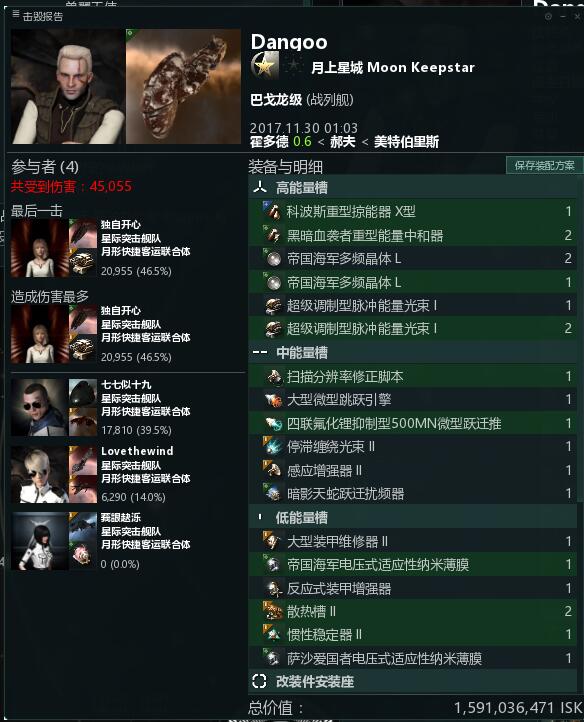 击毁报告
Dangoo
月上星城 Moon Keepstar
巴戈龙级 (战列舰)
2017.11.30 01:03
霍多德 0.6 < 郝夫 < 美特伯里斯
参与者 (4)
共受到伤害：45,055
最后一击
独自开心
星际突击舰队
月形快捷客运联合体
20,955 (46.5%)
造成伤害最多
独自开心
星际突击舰队
月形快捷客运联合体
20,955 (46.5%)
七七似十九
星际突击舰队
月形快捷客运联合体
17,810 (39.5%)
Lovethewind
星际突击舰队
月形快捷客运联合体
6,290 (14.0%)
星际突击舰队
月形快捷客运联合体
0 (0.0%)
装备与明细
保存装配方案
高能量槽
科波斯重型掠能器 X型 1
黑暗血袭者重型能量中和器 2
帝国海军多频晶体 L 2
帝国海军多频晶体 L 1
超级调制型脉冲能量光束 I 1
超级调制型脉冲能量光束 I 2
中能量槽
扫描分辨率修正脚本 1
大型微型跳跃引擎 1
四联氟化锂抑制型500MN微型跃迁推 1
停滞缠绕光束 II 1
感应增强器 II 1
暗影天蛇跃迁扰频器 1
低能量槽
大型装甲维修器 II 1
帝国海军电压式适应性纳米薄膜 1
反应式装甲增强器 1
散热槽 II 2
惯性稳定器 II 1
萨沙爱国者电压式适应性纳米薄膜 1
改装件安装座
总价值： 1,591,036,471 ISK